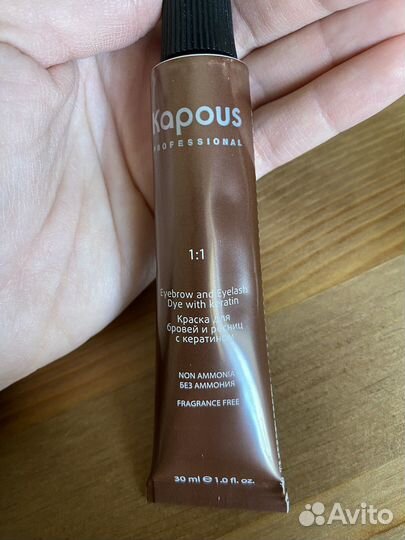 Kapous
PROFESSIONAL
1:1
Eyebrow and Eyelash
Dye with keratin
Краска для
бровей и ресниц
с кератином
NON AMMONIA
БЕЗ АММОНИЯ
FRAGRANCE FREE
30 ml ℮ 1.0 fl. oz.
Avito